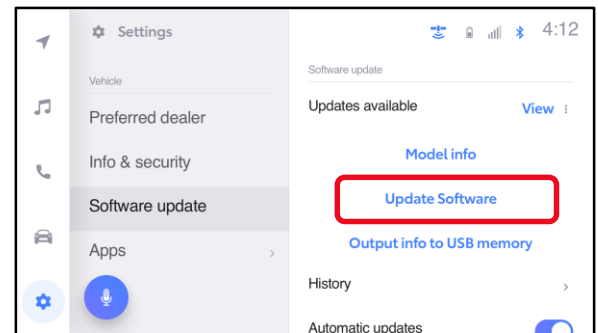 Settings
4:12
Vehicle
Preferred dealer
Info & security
Software update
Apps
Software update
Updates available
View
Model info
Update Software
Output info to USB memory
History
Automatic updates